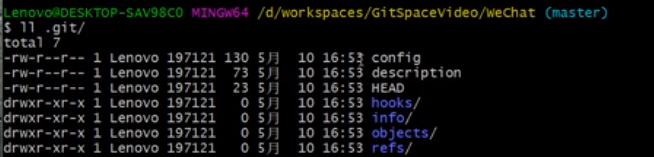 Lenovo@DESKTOP-SAV98C0 MINGW64 /d/workspaces/GitSpaceVideo/WeChat (master)
$ ll .git/
total 7
-rw-r--r-- 1 Lenovo 197121 130 5月  10 16:53 config
-rw-r--r-- 1 Lenovo 197121  73 5月  10 16:53 description
-rw-r--r-- 1 Lenovo 197121  23 5月  10 16:53 HEAD
drwxr-xr-x 1 Lenovo 197121   0 5月  10 16:53 hooks/
drwxr-xr-x 1 Lenovo 197121   0 5月  10 16:53 info/
drwxr-xr-x 1 Lenovo 197121   0 5月  10 16:53 objects/
drwxr-xr-x 1 Lenovo 197121   0 5月  10 16:53 refs/